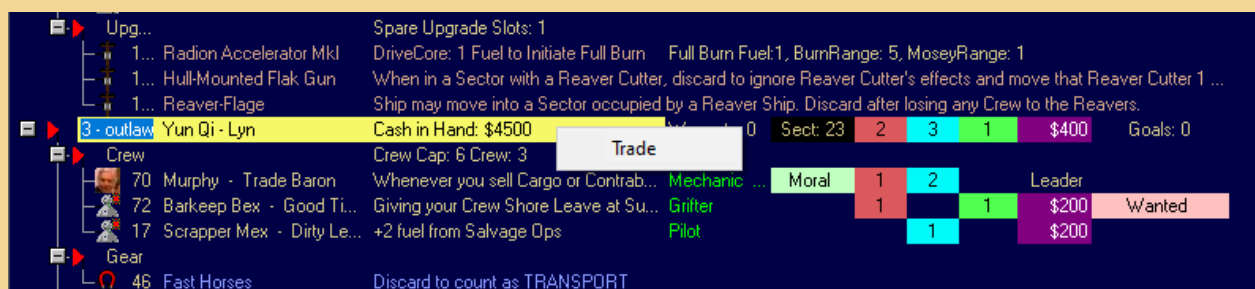 Upg... Spare Upgrade Slots: 1
1... Radion Accelerator MkI DriveCore: 1 Fuel to Initiate Full Burn Full Burn Fuel:1, BurnRange: 5, MoseyRange: 1
1... Hull-Mounted Flak Gun When in a Sector with a Reaver Cutter, discard to ignore Reaver Cutter's effects and move that Reaver Cutter 1 ...
1... Reaver-Flage Ship may move into a Sector occupied by a Reaver Ship. Discard after losing any Crew to the Reavers.
3 - outlaw Yun Qi - Lyn Cash in Hand: $4500 0 Sect: 23 2 3 1 $400 Goals: 0
Trade
Crew Crew Cap: 6 Crew: 3
70 Murphy - Trade Baron Whenever you sell Cargo or Contrab... Mechanic ... Moral 1 2 Leader
72 Barkeep Bex - Good Ti... Giving your Crew Shore Leave at Su... Grifter 1 1 $200 Wanted
17 Scrapper Mex - Dirty Le... +2 fuel from Salvage Ops Pilot 1 $200
Gear
46 Fast Horses Discard to count as TRANSPORT